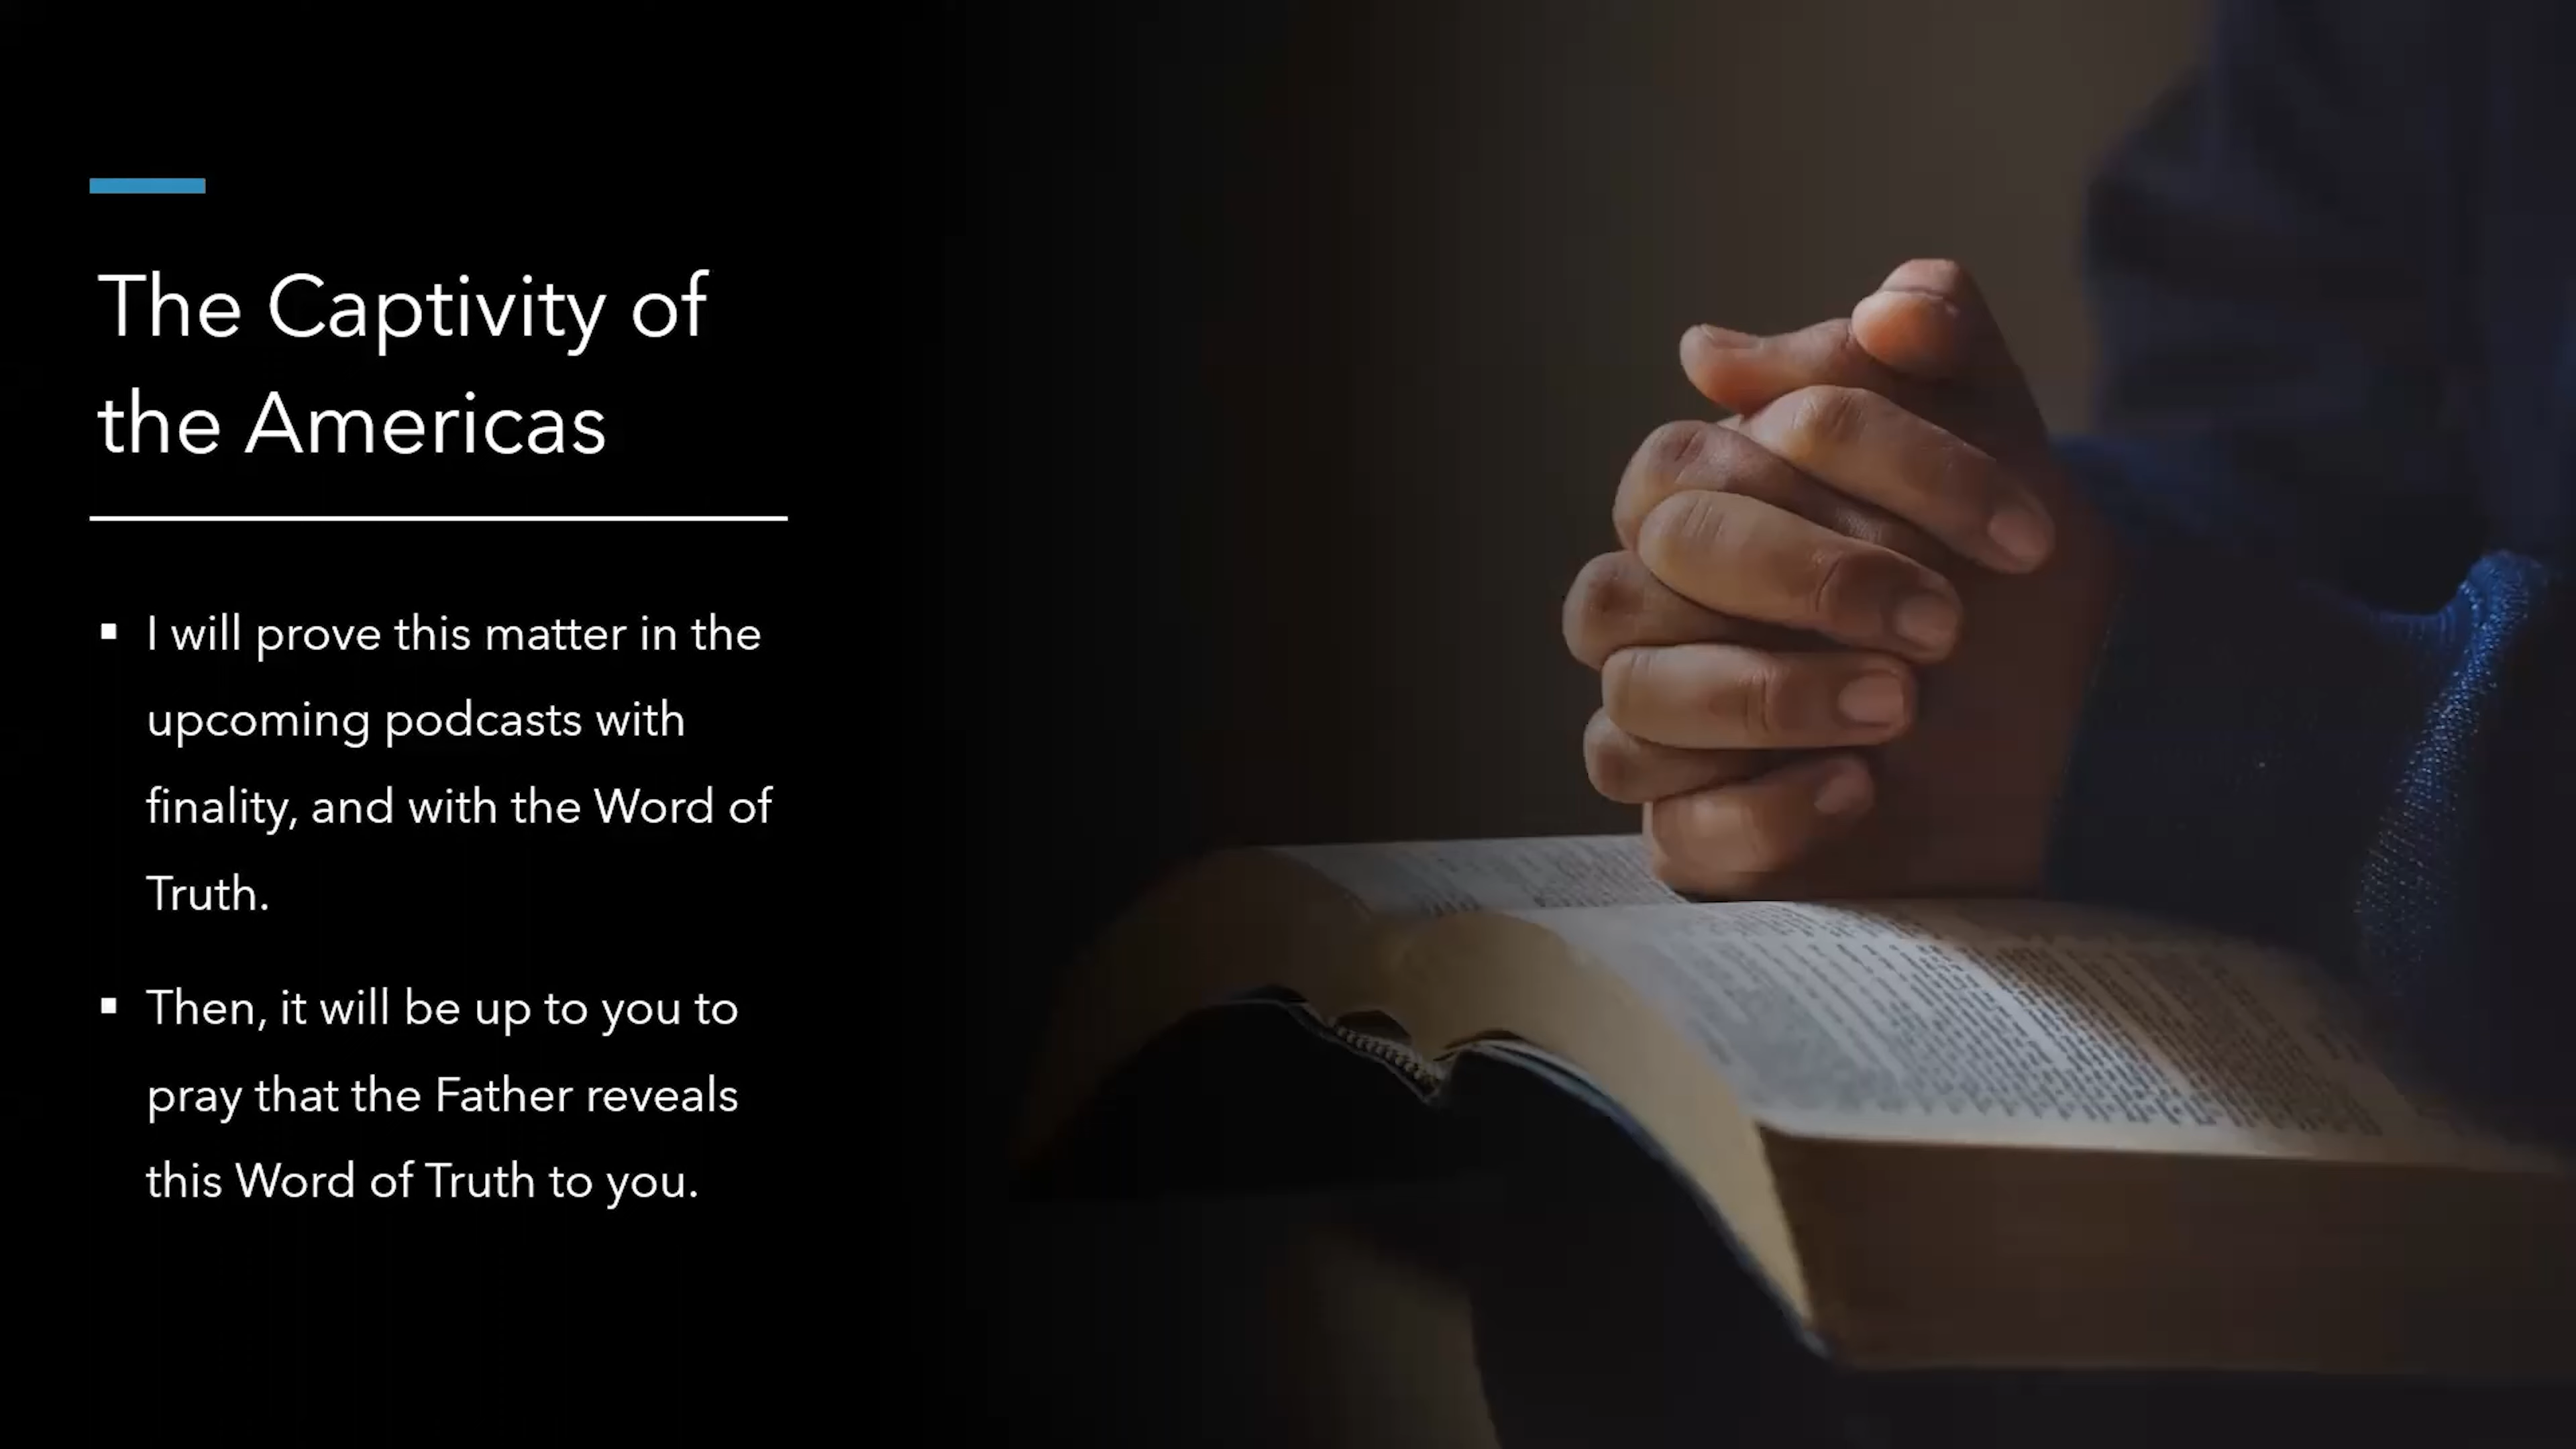 The Captivity of
the Americas
▪ I will prove this matter in the
upcoming podcasts with
finality, and with the Word of
Truth.
▪ Then, it will be up to you to
pray that the Father reveals
this Word of Truth to you.